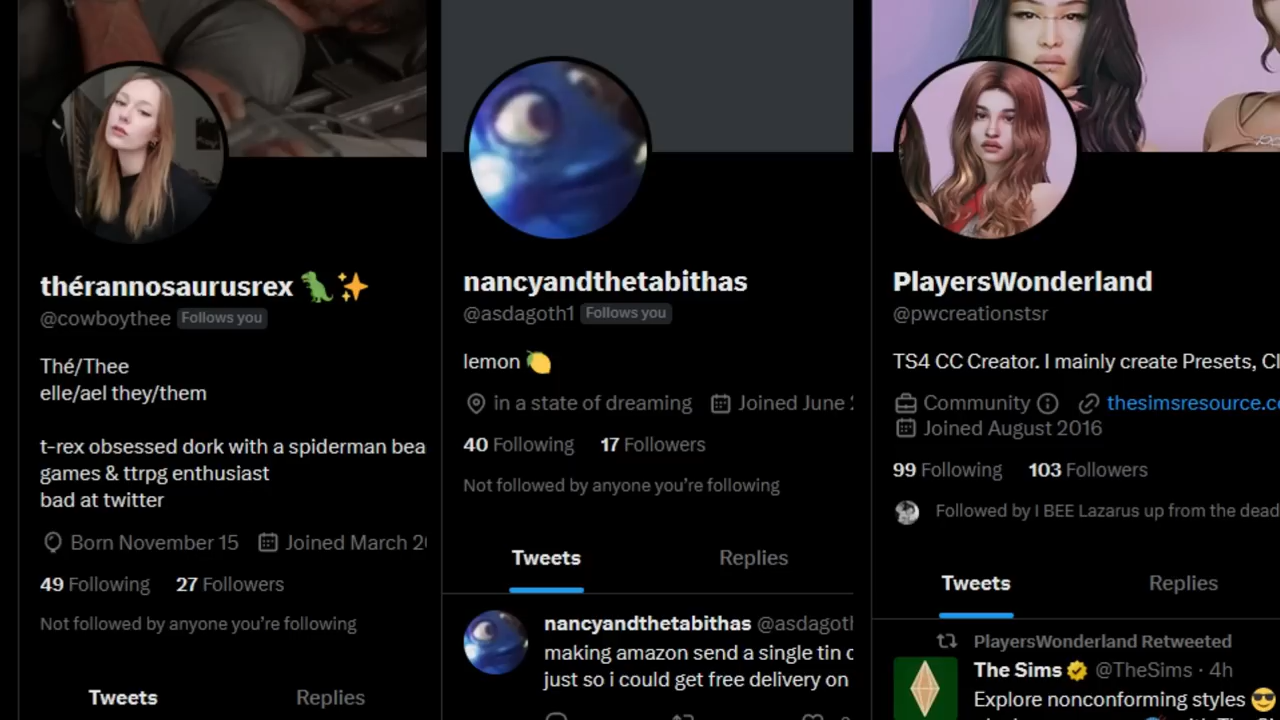 thérannosaurusrex 🦖✨
@cowboythee Follows you
Thé/Thee
elle/ael they/them
t-rex obsessed dork with a spiderman bea
games & ttrpg enthusiast
bad at twitter
Born November 15 Joined March 20
49 Following 27 Followers
Not followed by anyone you're following
Tweets Replies
nancyandthetabithas
@asdagoth1 Follows you
lemon 🍋
in a state of dreaming Joined June
40 Following 17 Followers
Not followed by anyone you're following
Tweets Replies
nancyandthetabithas @asdagoth
making amazon send a single tin
just so i could get free delivery on
PlayersWonderland
@pwcreationstsr
TS4 CC Creator. I mainly create Presets,
Community thesimsresource.c
Joined August 2016
99 Following 103 Followers
Followed by I BEE Lazarus up from the dead
Tweets Replies
PlayersWonderland Retweeted
The Sims @TheSims · 4h
Explore nonconforming styles 😎